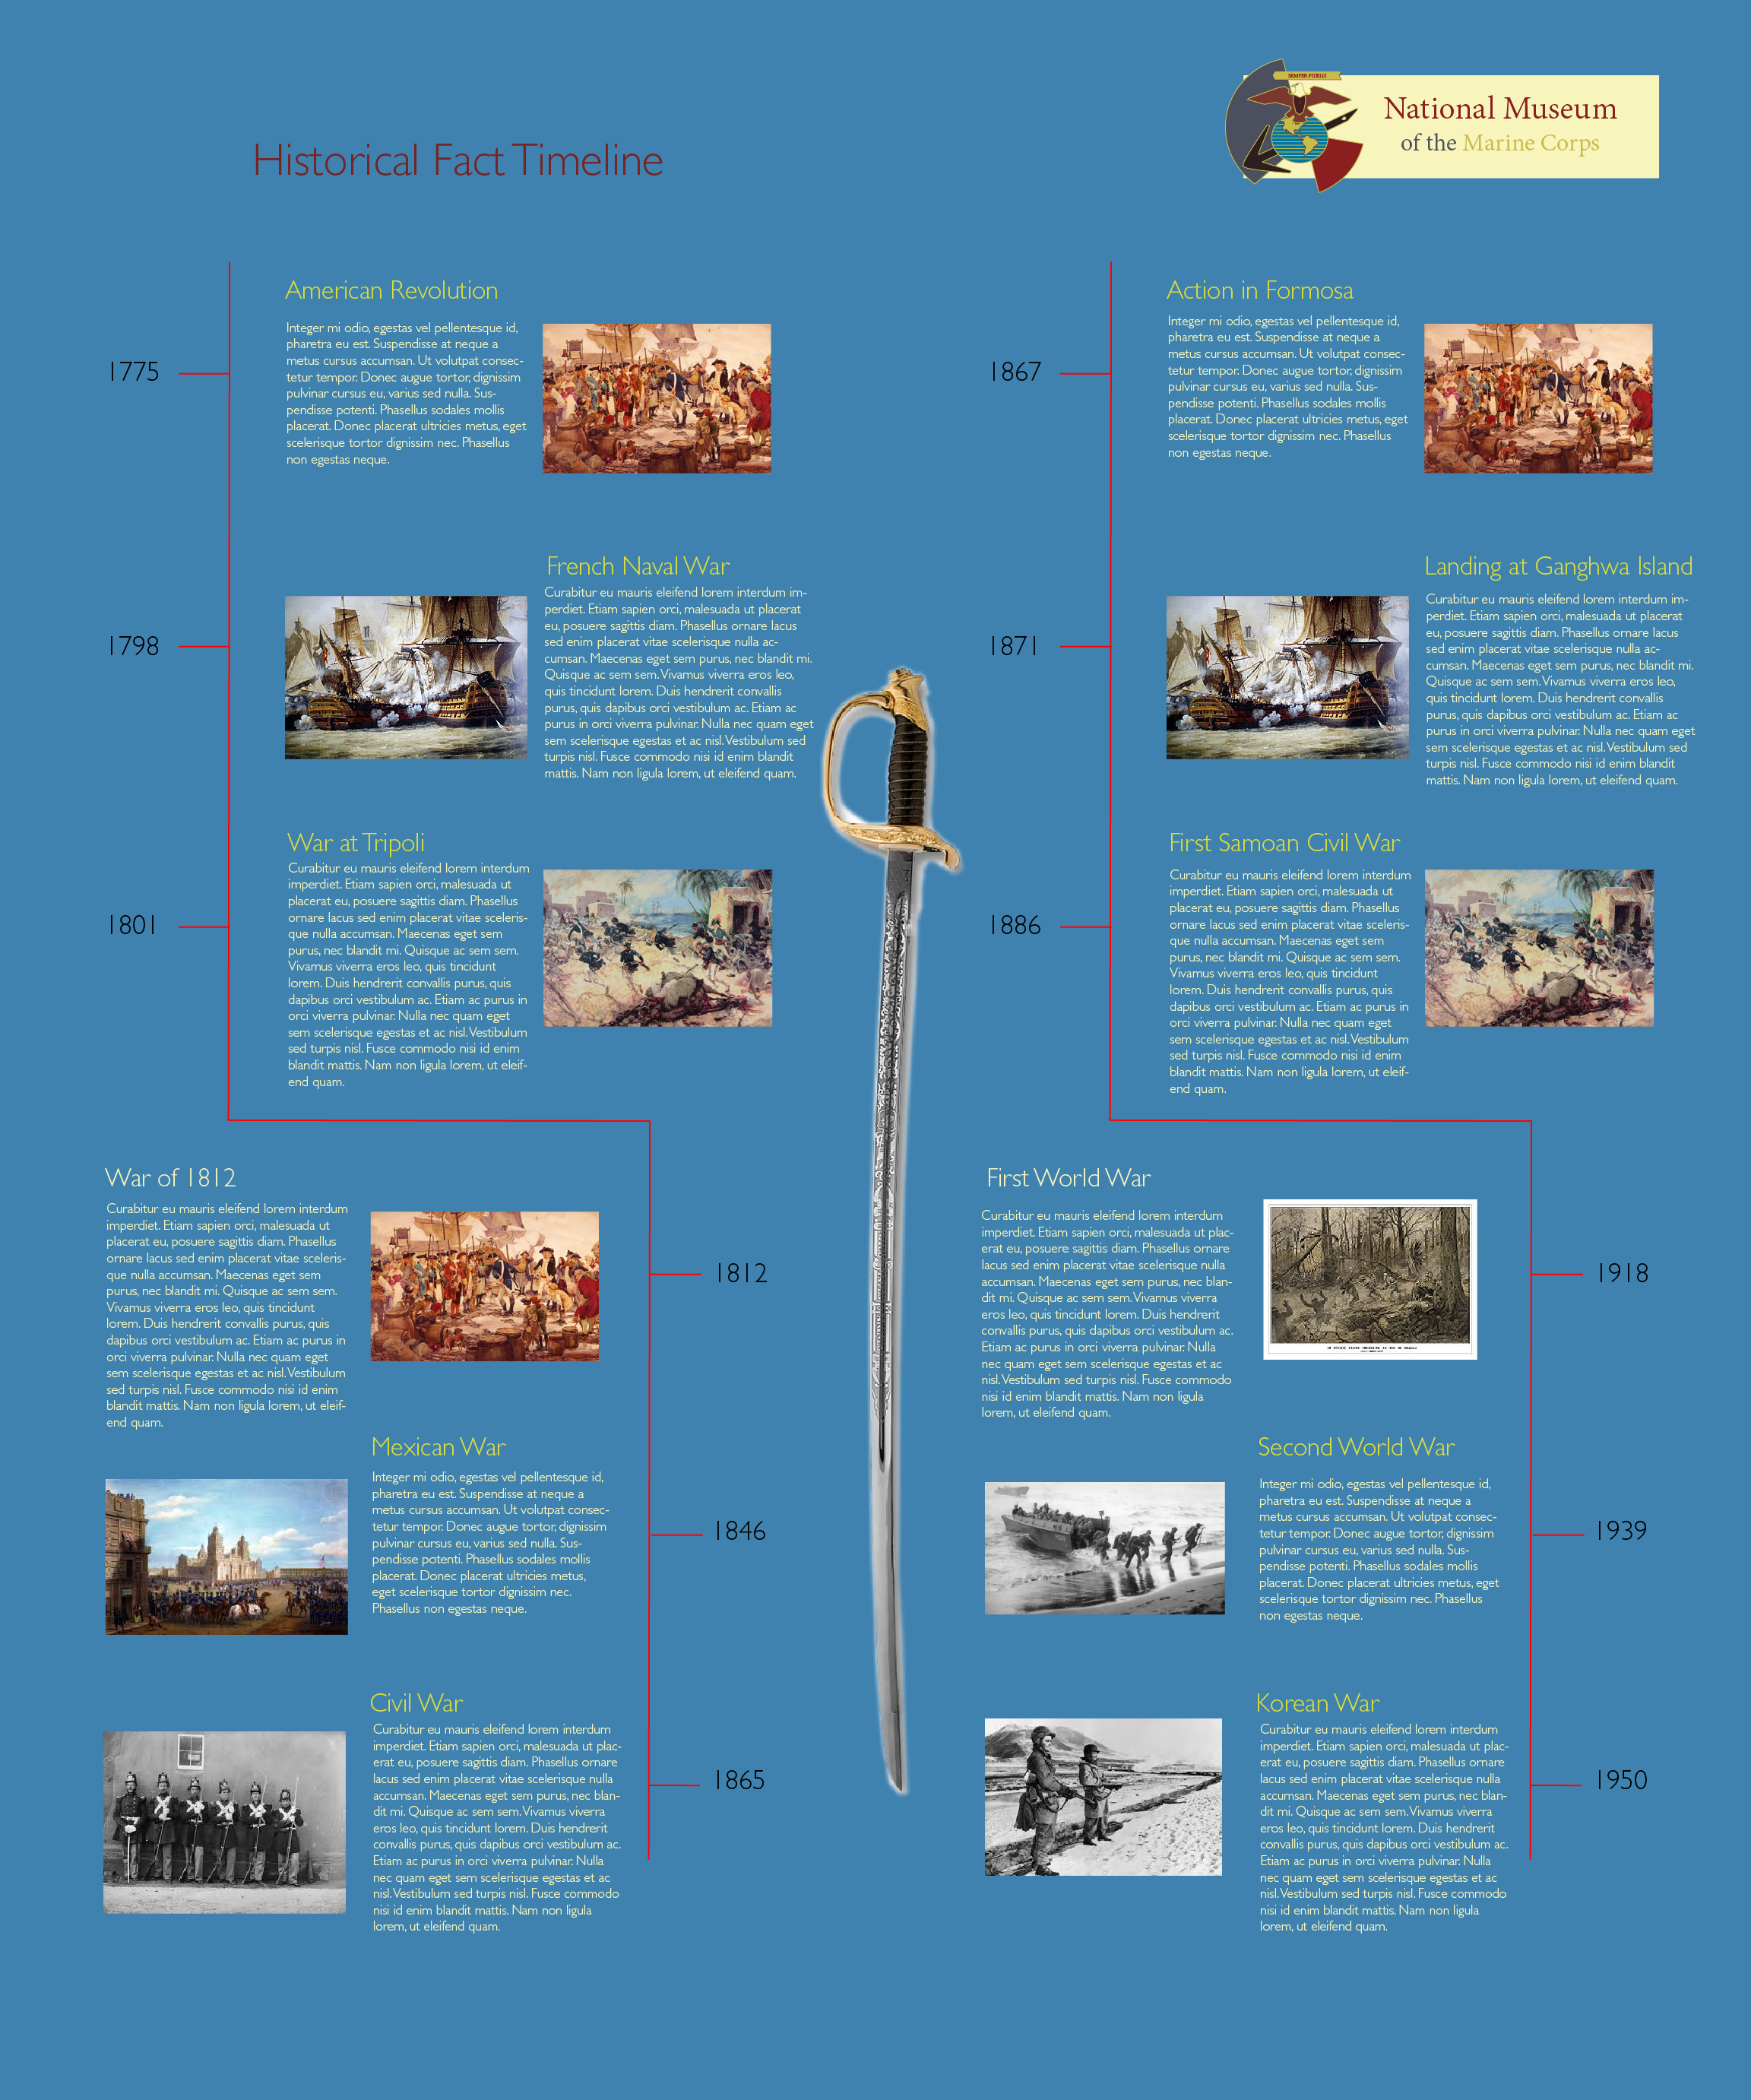 SEMPER FIDELIS
National Museum
of the Marine Corps
Historical Fact Timeline
American Revolution
Integer mi odio, egestas vel pellentesque id,
pharetra eu est. Suspendisse at neque a
metus cursus accumsan. Ut volutpat consec-
tetur tempor. Donec augue tortor, dignissim
pulvinar cursus eu, varius sed nulla. Sus-
pendisse potenti. Phasellus sodales mollis
placerat. Donec placerat ultricies metus, eget
scelerisque tortor dignissim nec. Phasellus
non egestas neque.
1775
French Naval War
Curabitur eu mauris eleifend lorem interdum im-
perdiet. Etiam sapien orci, malesuada ut placerat
eu, posuere sagittis diam. Phasellus ornare lacus
sed enim placerat vitae scelerisque nulla ac-
cumsan. Maecenas eget sem purus, nec blandit mi.
Quisque ac sem sem. Vivamus viverra eros leo,
quis tincidunt lorem. Duis hendrerit convallis
purus, quis dapibus orci vestibulum ac. Etiam ac
purus in orci viverra pulvinar. Nulla nec quam eget
sem scelerisque egestas et ac nisl. Vestibulum sed
turpis nisl. Fusce commodo nisi id enim blandit
mattis. Nam non ligula lorem, ut eleifend quam.
1798
War at Tripoli
Curabitur eu mauris eleifend lorem interdum
imperdiet. Etiam sapien orci, malesuada ut
placerat eu, posuere sagittis diam. Phasellus
ornare lacus sed enim placerat vitae sceleris-
que nulla accumsan. Maecenas eget sem
purus, nec blandit mi. Quisque ac sem sem.
Vivamus viverra eros leo, quis tincidunt
lorem. Duis hendrerit convallis purus, quis
dapibus orci vestibulum ac. Etiam ac purus in
orci viverra pulvinar. Nulla nec quam eget
sem scelerisque egestas et ac nisl. Vestibulum
sed turpis nisl. Fusce commodo nisi id enim
blandit mattis. Nam non ligula lorem, ut eleif-
end quam.
1801
War of 1812
Curabitur eu mauris eleifend lorem interdum
imperdiet. Etiam sapien orci, malesuada ut
placerat eu, posuere sagittis diam. Phasellus
ornare lacus sed enim placerat vitae sceleris-
que nulla accumsan. Maecenas eget sem
purus, nec blandit mi. Quisque ac sem sem.
Vivamus viverra eros leo, quis tincidunt
lorem. Duis hendrerit convallis purus, quis
dapibus orci vestibulum ac. Etiam ac purus in
orci viverra pulvinar. Nulla nec quam eget
sem scelerisque egestas et ac nisl. Vestibulum
sed turpis nisl. Fusce commodo nisi id enim
blandit mattis. Nam non ligula lorem, ut eleif-
end quam.
1812
Mexican War
Integer mi odio, egestas vel pellentesque id,
pharetra eu est. Suspendisse at neque a
metus cursus accumsan. Ut volutpat consec-
tetur tempor. Donec augue tortor, dignissim
pulvinar cursus eu, varius sed nulla. Sus-
pendisse potenti. Phasellus sodales mollis
placerat. Donec placerat ultricies metus,
eget scelerisque tortor dignissim nec.
Phasellus non egestas neque.
1846
Civil War
Curabitur eu mauris eleifend lorem interdum
imperdiet. Etiam sapien orci, malesuada ut plac-
erat eu, posuere sagittis diam. Phasellus ornare
lacus sed enim placerat vitae scelerisque nulla
accumsan. Maecenas eget sem purus, nec blan-
dit mi. Quisque ac sem sem. Vivamus viverra
eros leo, quis tincidunt lorem. Duis hendrerit
convallis purus, quis dapibus orci vestibulum ac.
Etiam ac purus in orci viverra pulvinar. Nulla
nec quam eget sem scelerisque egestas et ac
nisl. Vestibulum sed turpis nisl. Fusce commodo
nisi id enim blandit mattis. Nam non ligula
lorem, ut eleifend quam.
1865
Action in Formosa
Integer mi odio, egestas vel pellentesque id,
pharetra eu est. Suspendisse at neque a
metus cursus accumsan. Ut volutpat consec-
tetur tempor. Donec augue tortor, dignissim
pulvinar cursus eu, varius sed nulla. Sus-
pendisse potenti. Phasellus sodales mollis
placerat. Donec placerat ultricies metus, eget
scelerisque tortor dignissim nec. Phasellus
non egestas neque.
1867
Landing at Ganghwa Island
Curabitur eu mauris eleifend lorem interdum im-
perdiet. Etiam sapien orci, malesuada ut placerat
eu, posuere sagittis diam. Phasellus ornare lacus
sed enim placerat vitae scelerisque nulla ac-
cumsan. Maecenas eget sem purus, nec blandit mi.
Quisque ac sem sem. Vivamus viverra eros leo,
quis tincidunt lorem. Duis hendrerit convallis
purus, quis dapibus orci vestibulum ac. Etiam ac
purus in orci viverra pulvinar. Nulla nec quam eget
sem scelerisque egestas et ac nisl. Vestibulum sed
turpis nisl. Fusce commodo nisi id enim blandit
mattis. Nam non ligula lorem, ut eleifend quam.
1871
First Samoan Civil War
Curabitur eu mauris eleifend lorem interdum
imperdiet. Etiam sapien orci, malesuada ut
placerat eu, posuere sagittis diam. Phasellus
ornare lacus sed enim placerat vitae sceleris-
que nulla accumsan. Maecenas eget sem
purus, nec blandit mi. Quisque ac sem sem.
Vivamus viverra eros leo, quis tincidunt
lorem. Duis hendrerit convallis purus, quis
dapibus orci vestibulum ac. Etiam ac purus in
orci viverra pulvinar. Nulla nec quam eget
sem scelerisque egestas et ac nisl. Vestibulum
sed turpis nisl. Fusce commodo nisi id enim
blandit mattis. Nam non ligula lorem, ut eleif-
end quam.
1886
First World War
Curabitur eu mauris eleifend lorem interdum
imperdiet. Etiam sapien orci, malesuada ut plac-
erat eu, posuere sagittis diam. Phasellus ornare
lacus sed enim placerat vitae scelerisque nulla
accumsan. Maecenas eget sem purus, nec blan-
dit mi. Quisque ac sem sem. Vivamus viverra
eros leo, quis tincidunt lorem. Duis hendrerit
convallis purus, quis dapibus orci vestibulum ac.
Etiam ac purus in orci viverra pulvinar. Nulla
nec quam eget sem scelerisque egestas et ac
nisl. Vestibulum sed turpis nisl. Fusce commodo
nisi id enim blandit mattis. Nam non ligula
lorem, ut eleifend quam.
1918
Second World War
Integer mi odio, egestas vel pellentesque id,
pharetra eu est. Suspendisse at neque a
metus cursus accumsan. Ut volutpat consec-
tetur tempor. Donec augue tortor, dignissim
pulvinar cursus eu, varius sed nulla. Sus-
pendisse potenti. Phasellus sodales mollis
placerat. Donec placerat ultricies metus, eget
scelerisque tortor dignissim nec. Phasellus
non egestas neque.
1939
Korean War
Curabitur eu mauris eleifend lorem interdum
imperdiet. Etiam sapien orci, malesuada ut plac-
erat eu, posuere sagittis diam. Phasellus ornare
lacus sed enim placerat vitae scelerisque nulla
accumsan. Maecenas eget sem purus, nec blan-
dit mi. Quisque ac sem sem. Vivamus viverra
eros leo, quis tincidunt lorem. Duis hendrerit
convallis purus, quis dapibus orci vestibulum ac.
Etiam ac purus in orci viverra pulvinar. Nulla
nec quam eget sem scelerisque egestas et ac
nisl. Vestibulum sed turpis nisl. Fusce commodo
nisi id enim blandit mattis. Nam non ligula
lorem, ut eleifend quam.
1950